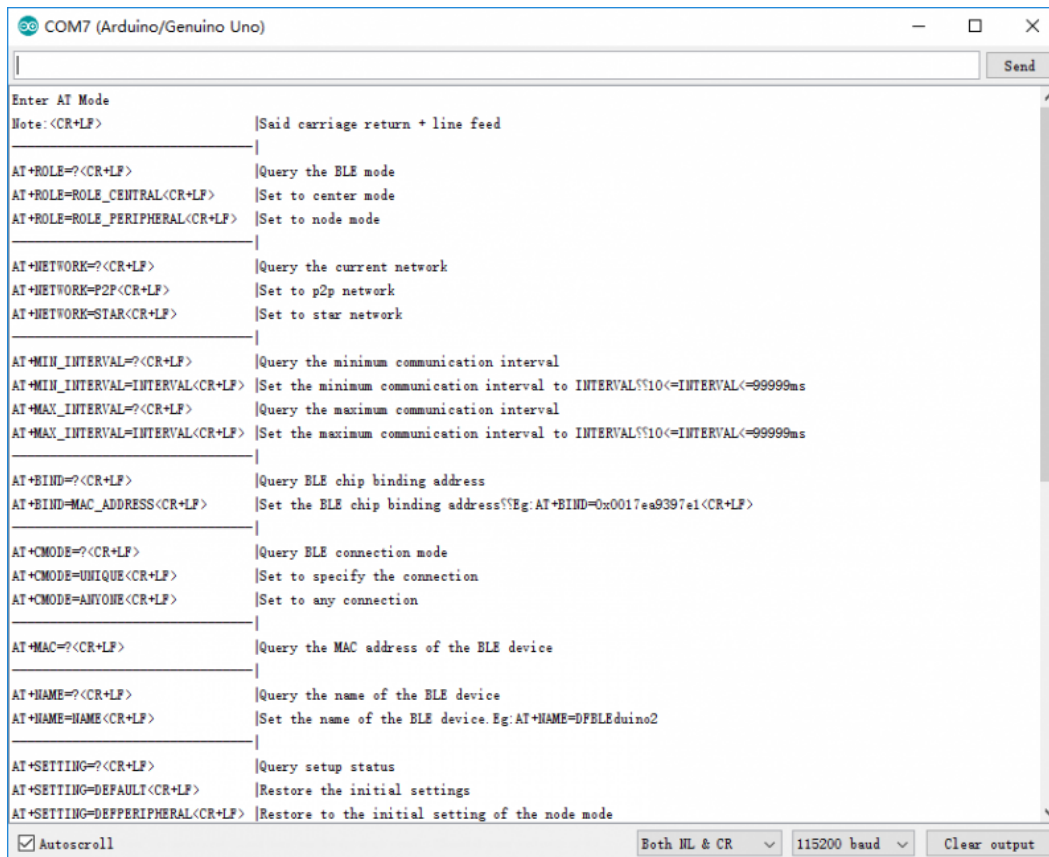 COM7 (Arduino/Genuino Uno)
Send
Enter AT Mode
Note:<CR+LF> |Said carriage return + line feed
————————————————————————|
AT+ROLE=?<CR+LF> |Query the BLE mode
AT+ROLE=ROLE_CENTRAL<CR+LF> |Set to center mode
AT+ROLE=ROLE_PERIPHERAL<CR+LF> |Set to node mode
————————————————————————|
AT+NETWORK=?<CR+LF> |Query the current network
AT+NETWORK=P2P<CR+LF> |Set to p2p network
AT+NETWORK=STAR<CR+LF> |Set to star network
————————————————————————|
AT+MIN_INTERVAL=?<CR+LF> |Query the minimum communication interval
AT+MIN_INTERVAL=INTERVAL<CR+LF> |Set the minimum communication interval to INTERVAL⸮⸮10<=INTERVAL<=99999ms
AT+MAX_INTERVAL=?<CR+LF> |Query the maximum communication interval
AT+MAX_INTERVAL=INTERVAL<CR+LF> |Set the maximum communication interval to INTERVAL⸮⸮10<=INTERVAL<=99999ms
————————————————————————|
AT+BIND=?<CR+LF> |Query BLE chip binding address
AT+BIND=MAC_ADDRESS<CR+LF> |Set the BLE chip binding address⸮⸮Eg:AT+BIND=0x0017ea9397e1<CR+LF>
————————————————————————|
AT+CMODE=?<CR+LF> |Query BLE connection mode
AT+CMODE=UNIQUE<CR+LF> |Set to specify the connection
AT+CMODE=ANYONE<CR+LF> |Set to any connection
————————————————————————|
AT+MAC=?<CR+LF> |Query the MAC address of the BLE device
————————————————————————|
AT+NAME=?<CR+LF> |Query the name of the BLE device
AT+NAME=NAME<CR+LF> |Set the name of the BLE device.Eg:AT+NAME=DFBLEduino2
————————————————————————|
AT+SETTING=?<CR+LF> |Query setup status
AT+SETTING=DEFAULT<CR+LF> |Restore the initial settings
AT+SETTING=DEFPERIPHERAL<CR+LF> |Restore to the initial setting of the node mode
Autoscroll
Both NL & CR
115200 baud
Clear output